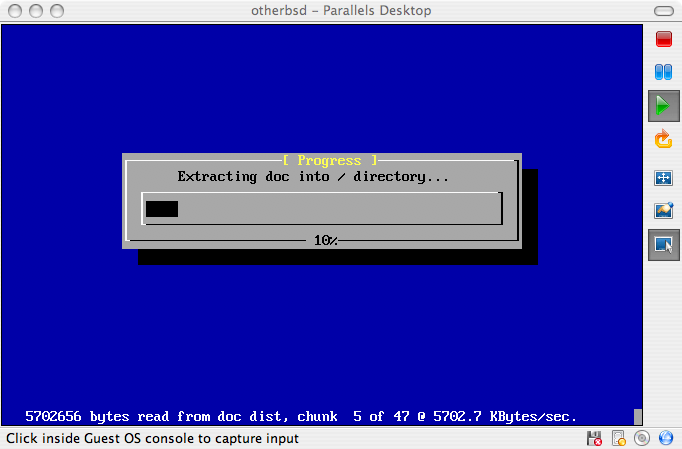 otherbsd – Parallels Desktop
[ Progress ]
Extracting doc into / directory...
10%
5702656 bytes read from doc dist, chunk  5 of 47 @ 5702.7 KBytes/sec.
Click inside Guest OS console to capture input